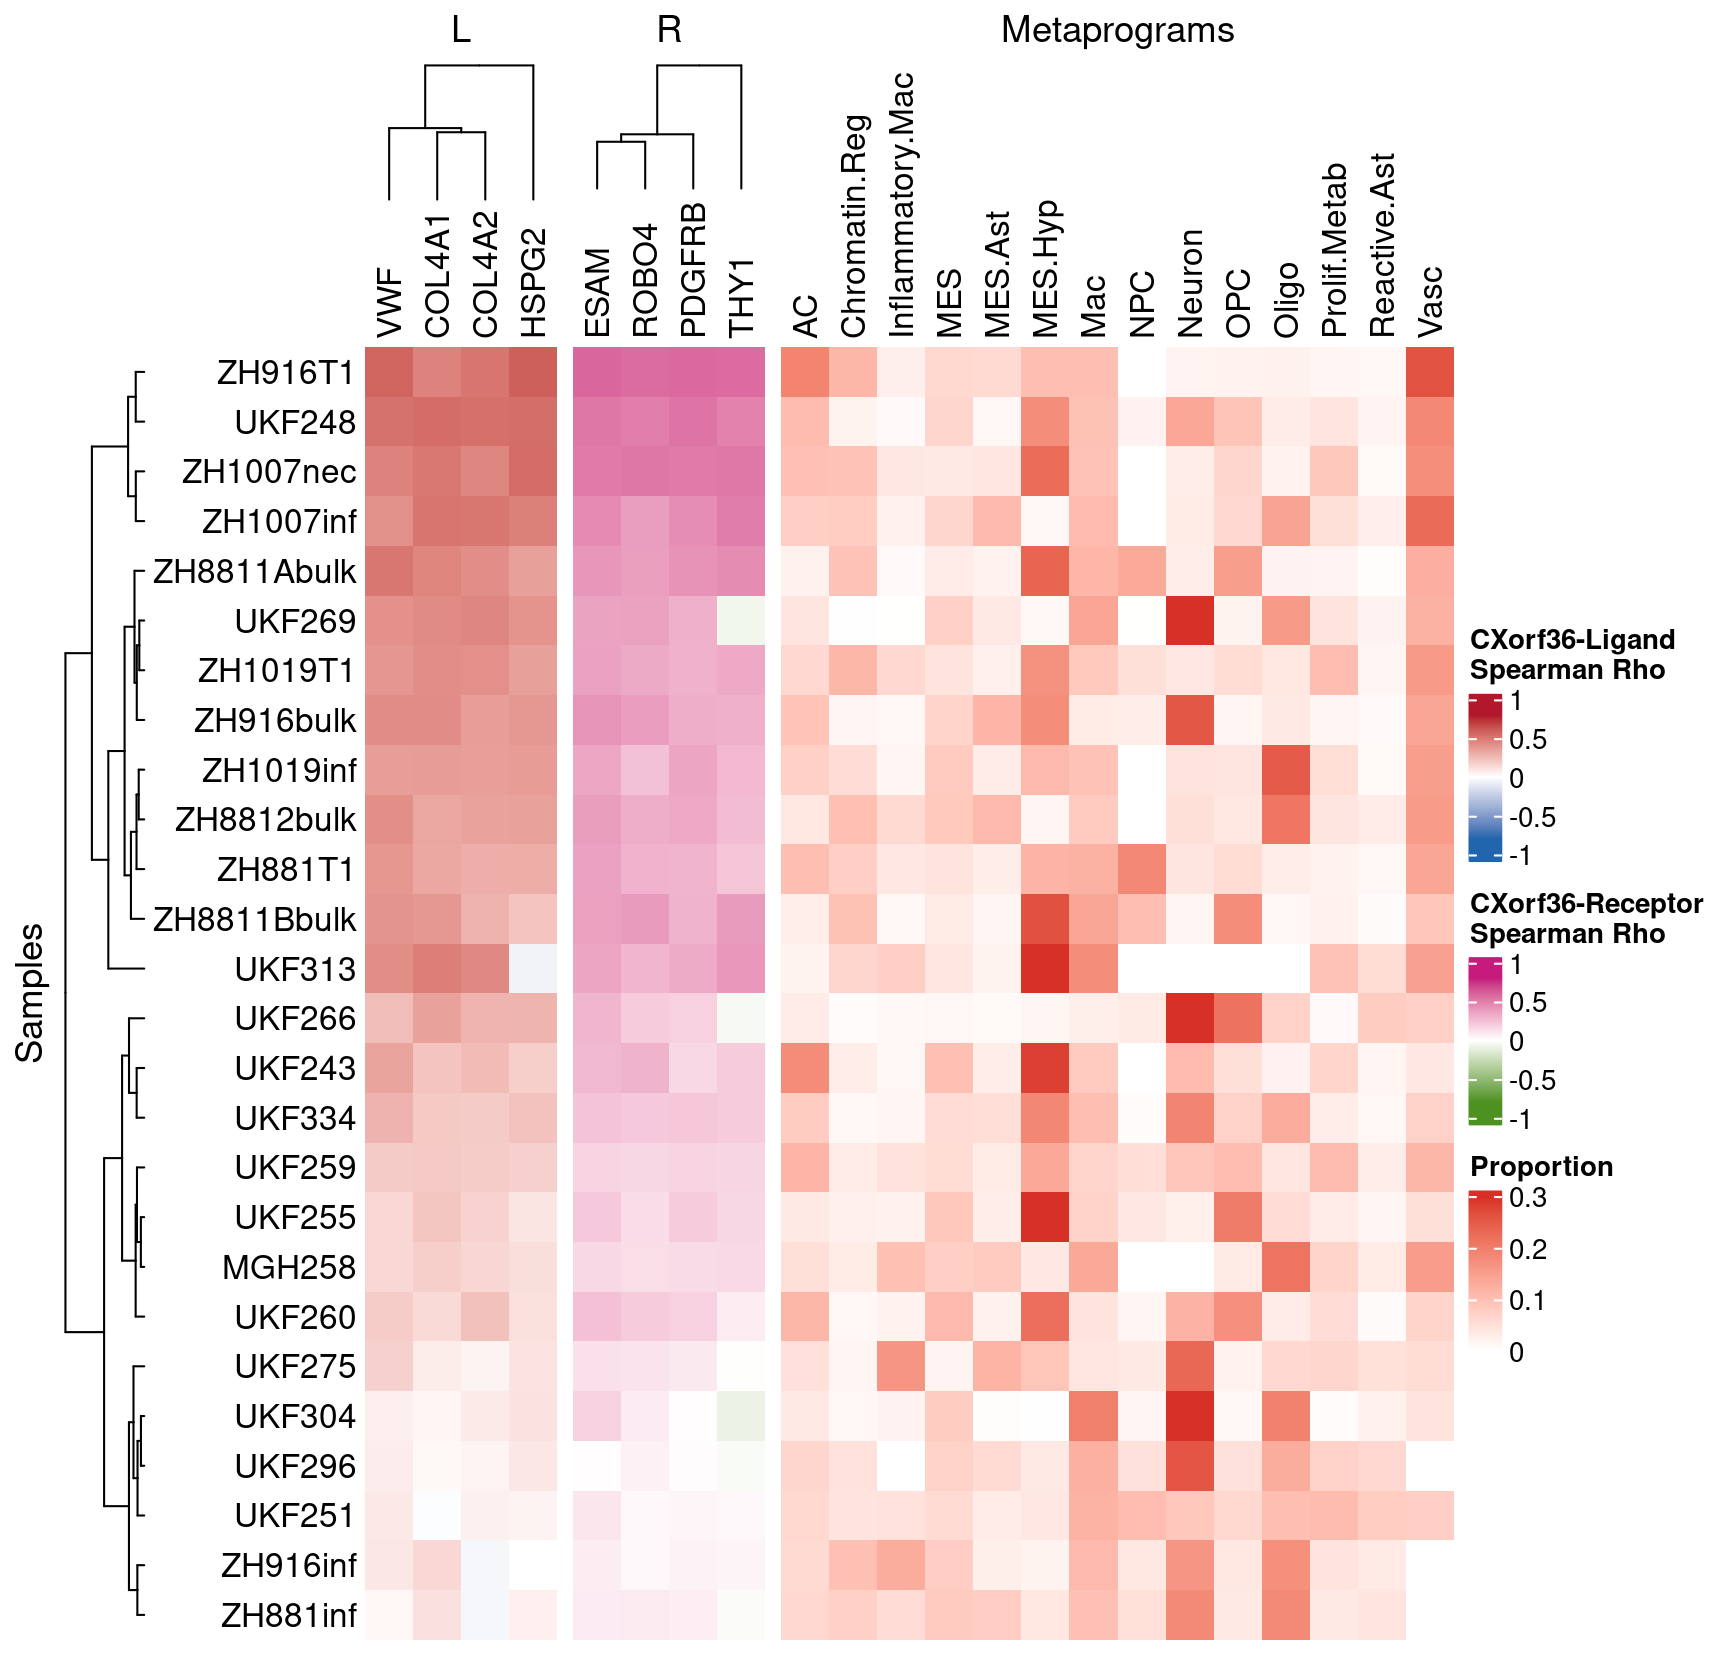 L
R
Metaprograms
VWF
COL4A1
COL4A2
HSPG2
ESAM
ROBO4
PDGFRB
THY1
AC
Chromatin.Reg
Inflammatory.Mac
MES
MES.Ast
MES.Hyp
Mac
NPC
Neuron
OPC
Oligo
Prolif.Metab
Reactive.Ast
Vasc
Samples
ZH916T1
UKF248
ZH1007nec
ZH1007inf
ZH8811Abulk
UKF269
ZH1019T1
ZH916bulk
ZH1019inf
ZH8812bulk
ZH881T1
ZH8811Bbulk
UKF313
UKF266
UKF243
UKF334
UKF259
UKF255
MGH258
UKF260
UKF275
UKF304
UKF296
UKF251
ZH916inf
ZH881inf
CXorf36-Ligand
Spearman Rho
1
0.5
0
-0.5
-1
CXorf36-Receptor
Spearman Rho
1
0.5
0
-0.5
-1
Proportion
0.3
0.2
0.1
0